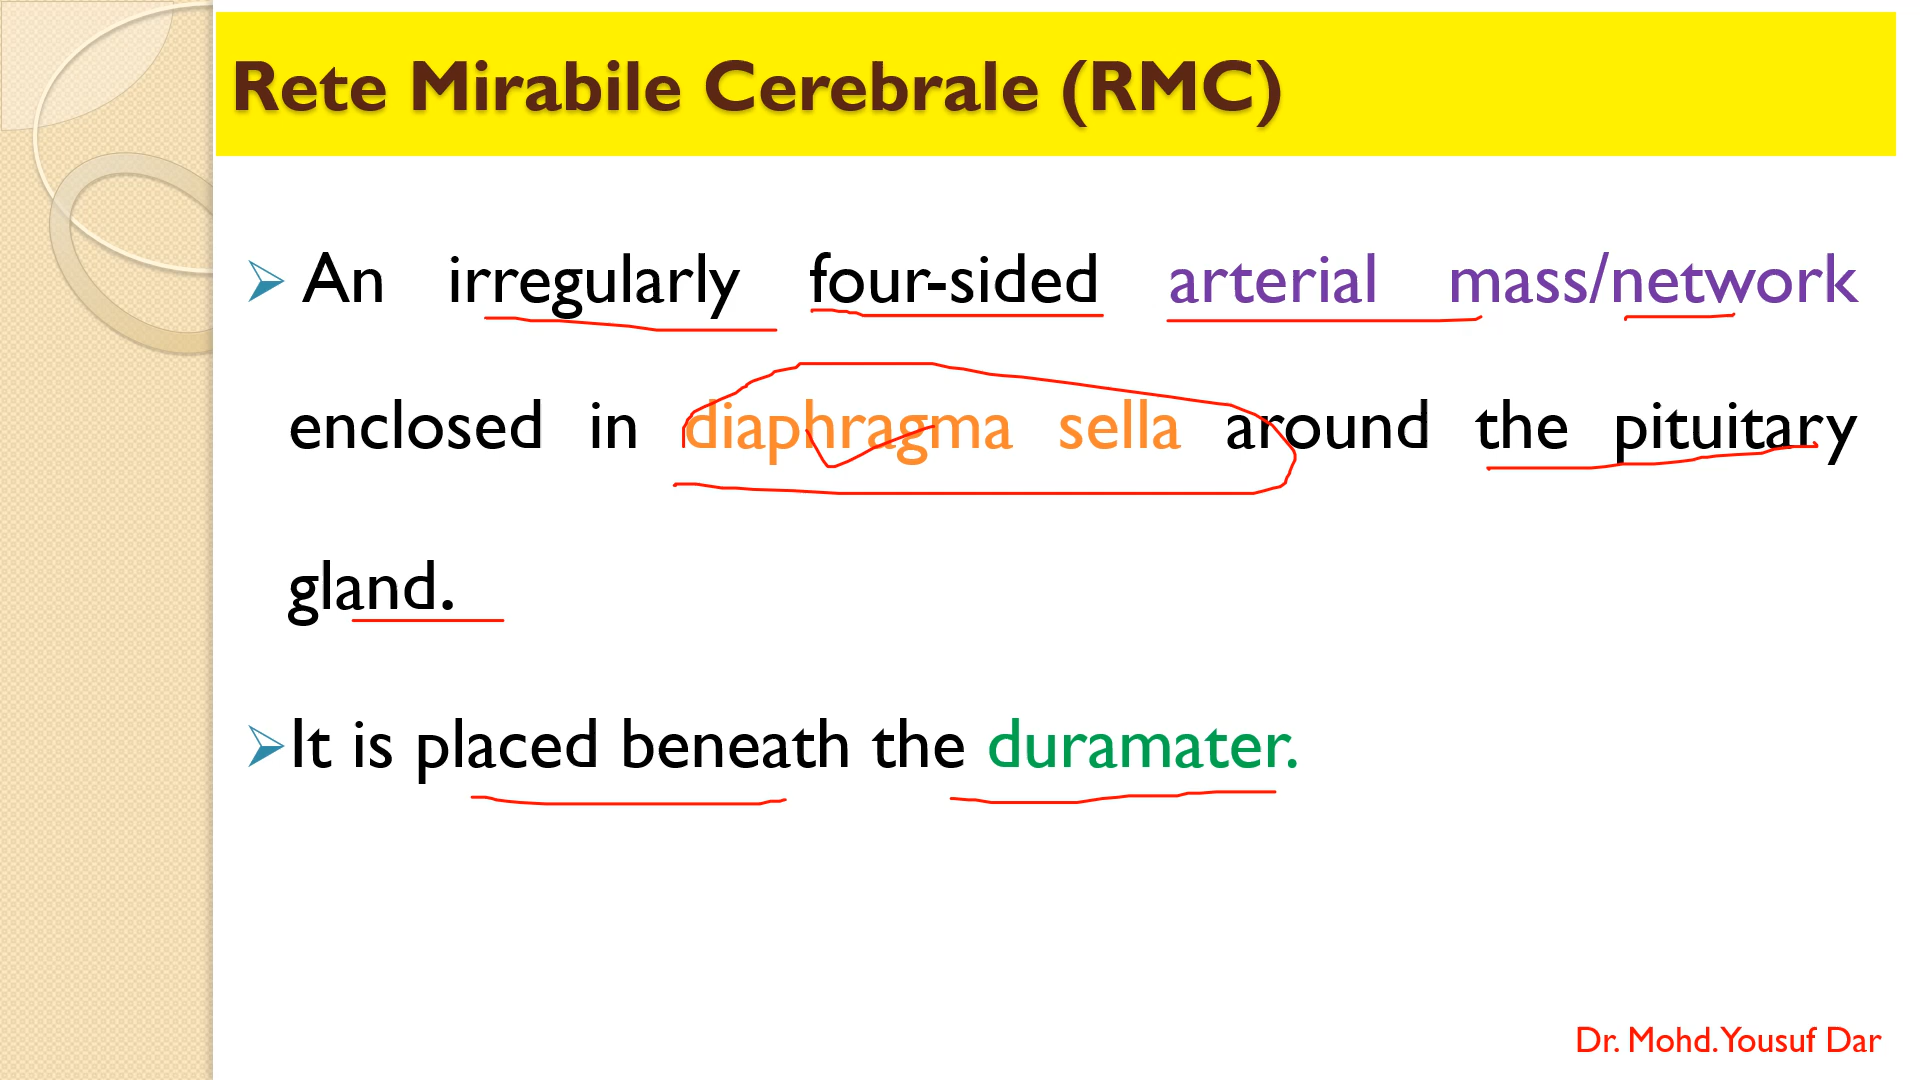 Rete Mirabile Cerebrale (RMC)
An irregularly four-sided arterial mass/network
enclosed in diaphragma sella around the pituitary
gland.
It is placed beneath the duramater.
Dr. Mohd.Yousuf Dar